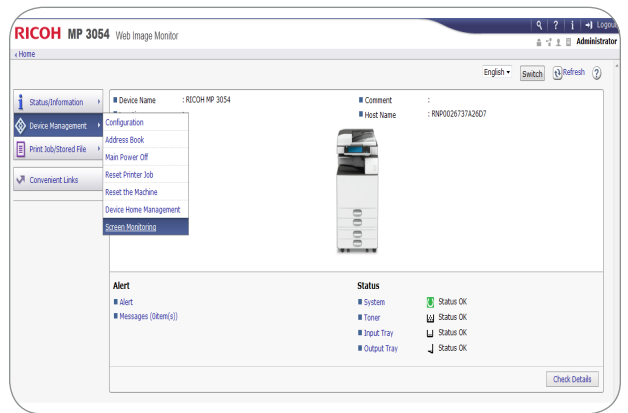 RICOH MP 3054 Web Image Monitor
Logout
Administrator
Home
English Switch Refresh
Status/Information
Device Management
Print Job/Stored File
Convenient Links
Configuration
Address Book
Main Power Off
Reset Printer Job
Reset the Machine
Device Home Management
Screen Monitoring
Device Name : RICOH MP 3054
Comment :
Host Name : RNP0026737A26D7
Alert
Alert
Messages (0item(s))
Status
System Status OK
Toner Status OK
Input Tray Status OK
Output Tray Status OK
Check Details